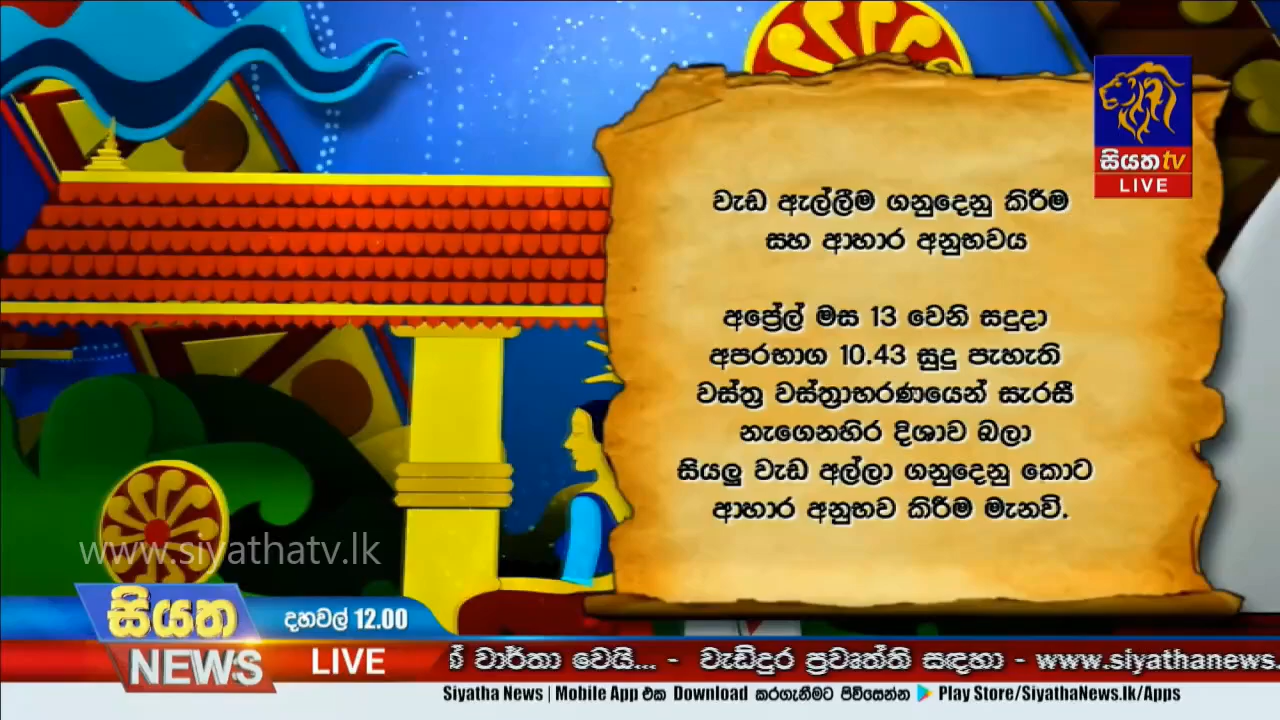 සියත tv
LIVE
වැඩ ඇල්ලීම ගනුදෙනු කිරීම
සහ ආහාර අනුභවය
අප්‍රේල් මස 13 වෙනි සදුදා
අපරභාග 10.43 සුදු පැහැති
වස්ත්‍ර වස්ත්‍රාභරණයෙන් සැරසී
නැගෙනහිර දිශාව බලා
සියලු වැඩ අල්ලා ගනුදෙනු කොට
ආහාර අනුභව කිරීම මැනවි.
www.siyathatv.lk
සියත
NEWS
දහවල් 12.00
LIVE
වාර්තා වෙයි... - වැඩිදුර ප්‍රවෘත්ති සඳහා - www.siyathanews.
Siyatha News | Mobile App එක Download කරගැනීමට පිවිසෙන්න Play Store/SiyathaNews.lk/Apps